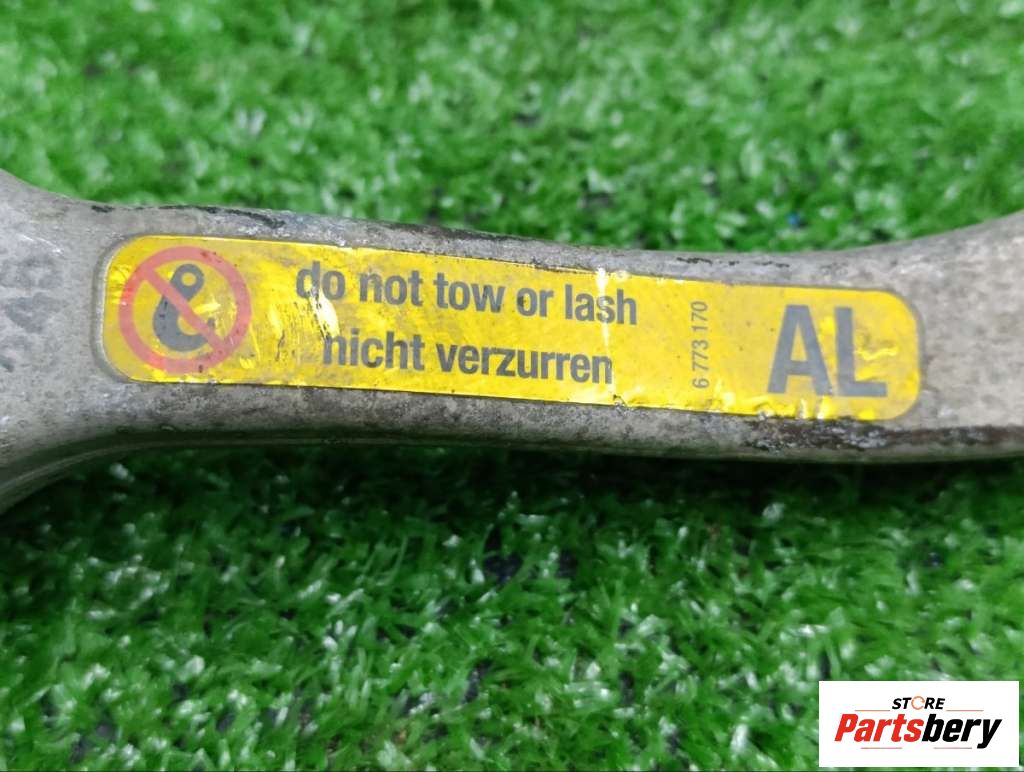 do not tow or lash
nicht verzurren
6 773 170
AL
STORE
Partsbery